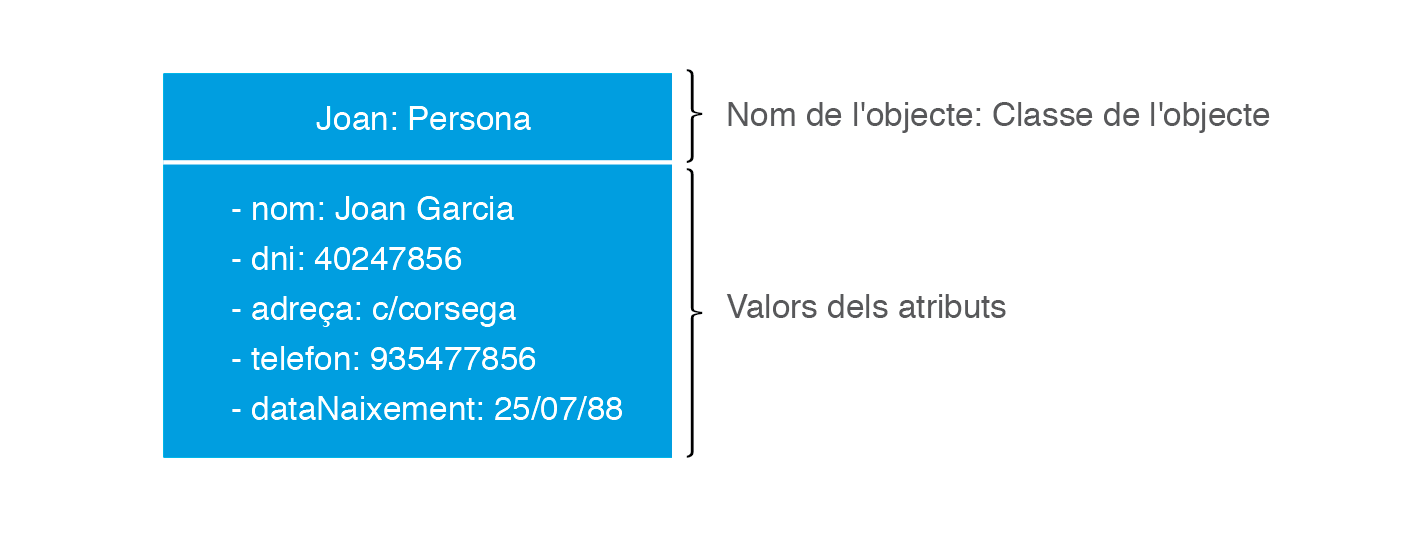 Joan: Persona
Nom de l'objecte: Classe de l'objecte
- nom: Joan Garcia
- dni: 40247856
- adreça: c/corsega
- telefon: 935477856
- dataNaixement: 25/07/88
Valors dels atributs